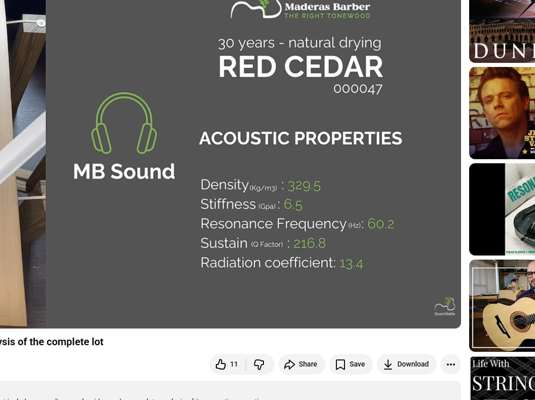 Maderas Barber
THE RIGHT TONEWOOD
30 years - natural drying
RED CEDAR
000047
ACOUSTIC PROPERTIES
MB Sound
Density(Kg/m3) : 329.5
Stiffness (Gpa) : 6.5
Resonance Frequency (Hz): 60.2
Sustain (Q Factor) : 216.8
Radiation coefficient: 13.4
ysis of the complete lot
11
Share
Save
Download
...
DUN
RESON
Life With
STRING